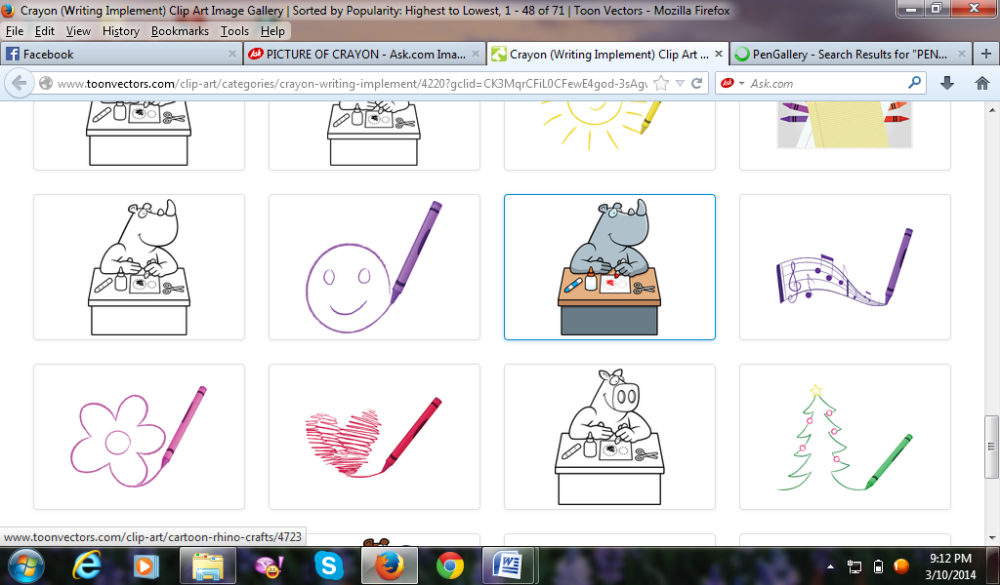 Crayon (Writing Implement) Clip Art Image Gallery | Sorted by Popularity: Highest to Lowest, 1 - 48 of 71 | Toon Vectors - Mozilla Firefox
File Edit View History Bookmarks Tools Help
Facebook
PICTURE OF CRAYON - Ask.com Ima...
Crayon (Writing Implement) Clip Art ...
PenGallery - Search Results for "PEN...
www.toonvectors.com/clip-art/categories/crayon-writing-implement/4220?gclid=CK3MqrCFiL0CFewE4god-3sAgv
Ask Ask.com
www.toonvectors.com/clip-art/cartoon-rhino-crafts/4723
9:12 PM
3/10/2014